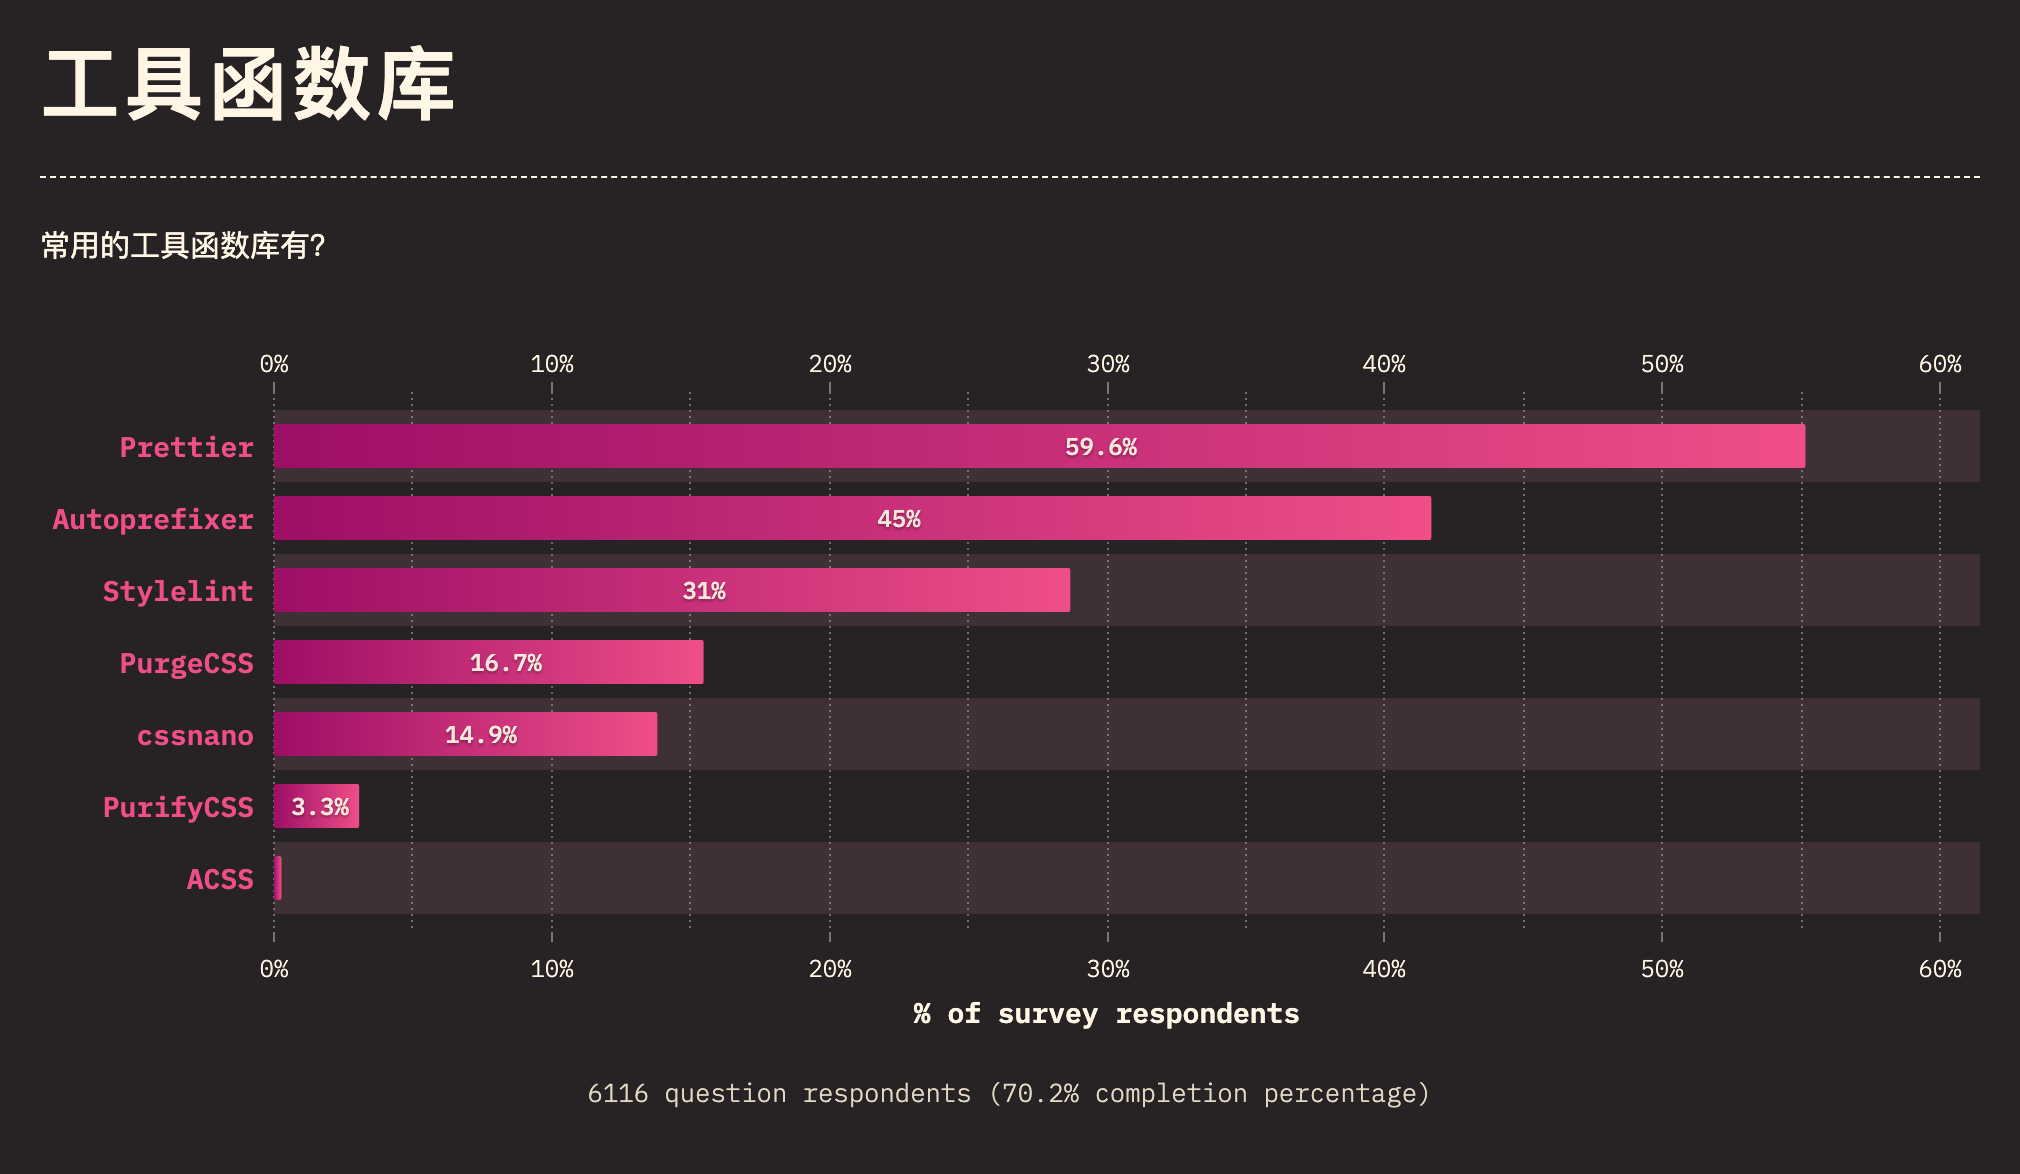 工具函数库
常用的工具函数库有?
0% 10% 20% 30% 40% 50% 60%
Prettier 59.6%
Autoprefixer 45%
Stylelint 31%
PurgeCSS 16.7%
cssnano 14.9%
PurifyCSS 3.3%
ACSS
0% 10% 20% 30% 40% 50% 60%
% of survey respondents
6116 question respondents (70.2% completion percentage)